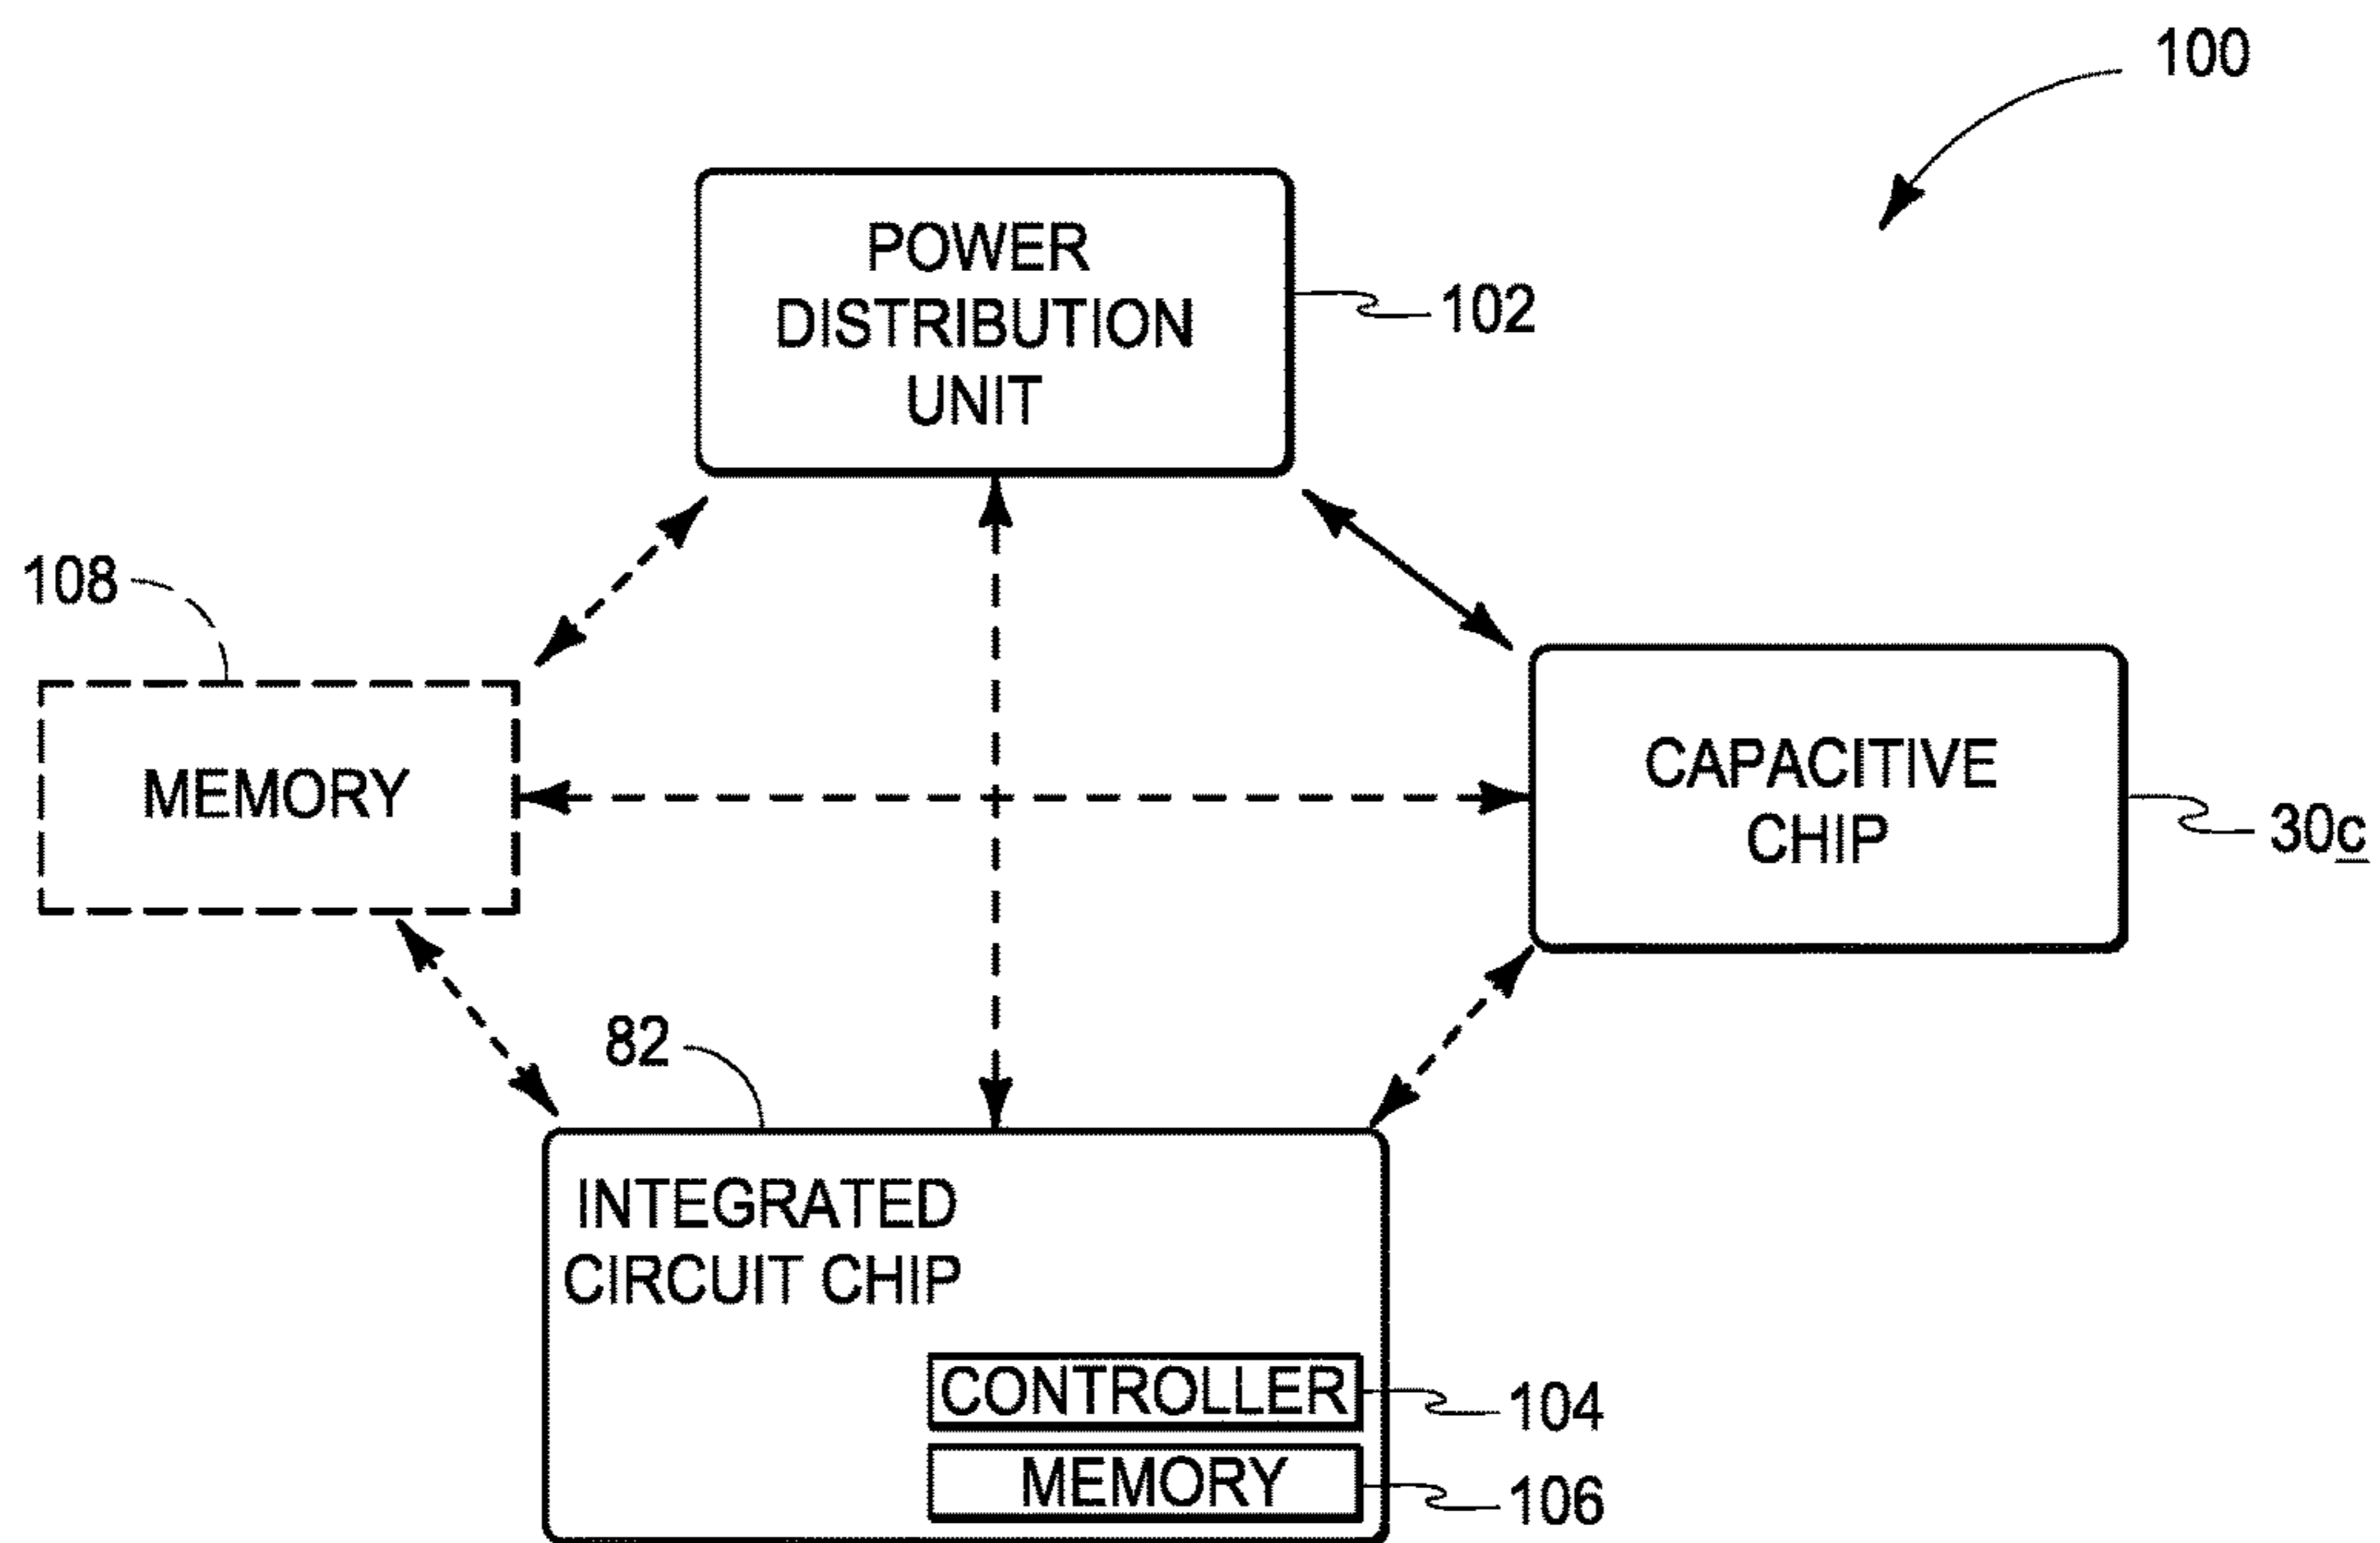 100
POWER
DISTRIBUTION
UNIT
102
108
MEMORY
CAPACITIVE
CHIP
30c
82
INTEGRATED
CIRCUIT CHIP
CONTROLLER
104
MEMORY
106